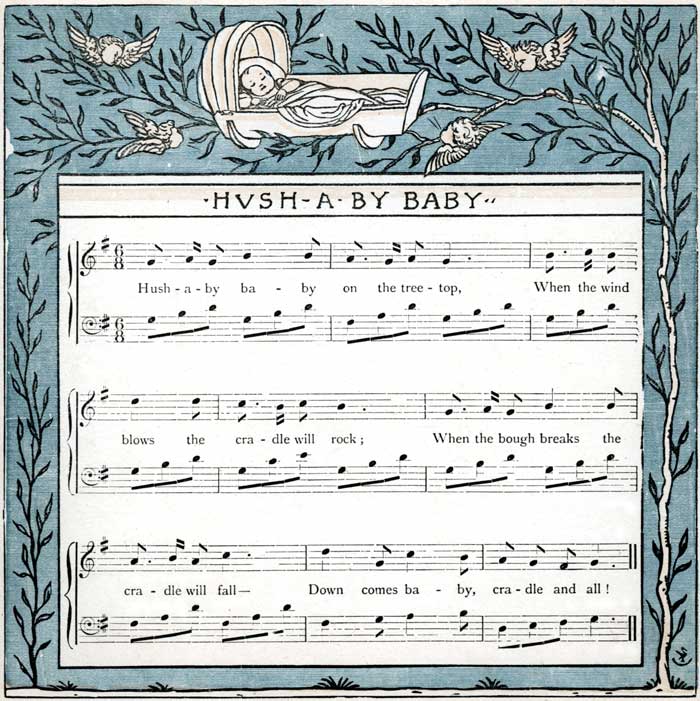 ·HVSH-A-BY BABY"
Hush - a - by ba - by on the tree - top, When the wind
blows the cra - dle will rock; When the bough breaks the
cra - dle will fall— Down comes ba - by, cra - dle and all!